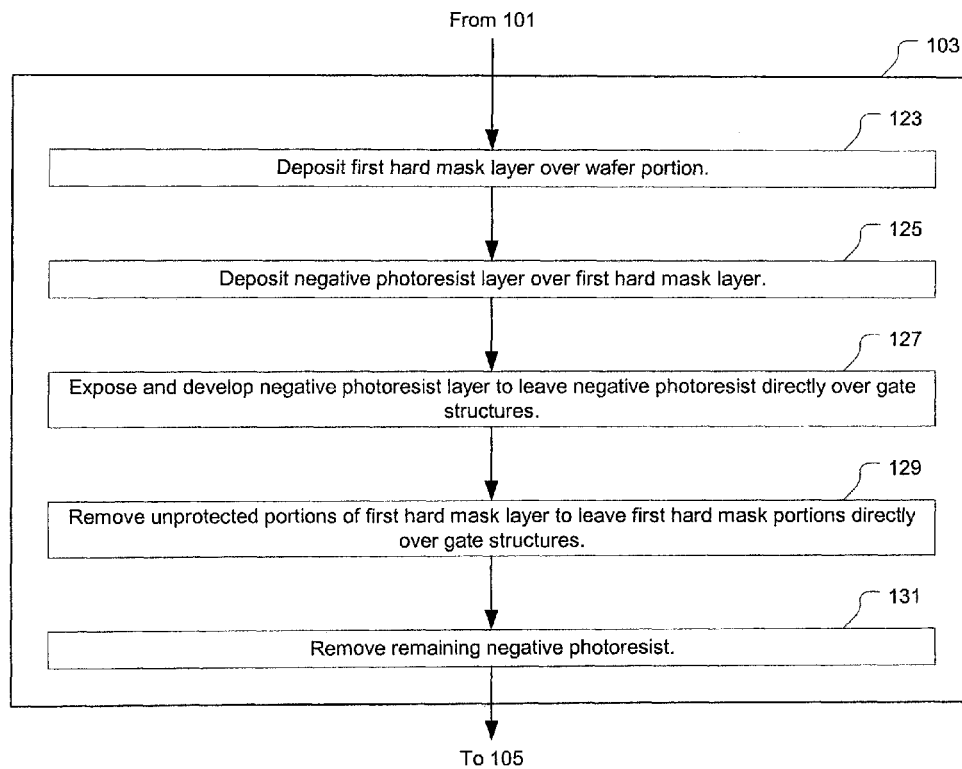 From 101
103
123
Deposit first hard mask layer over wafer portion.
125
Deposit negative photoresist layer over first hard mask layer.
127
Expose and develop negative photoresist layer to leave negative photoresist directly over gate
structures.
129
Remove unprotected portions of first hard mask layer to leave first hard mask portions directly
over gate structures.
131
Remove remaining negative photoresist.
To 105